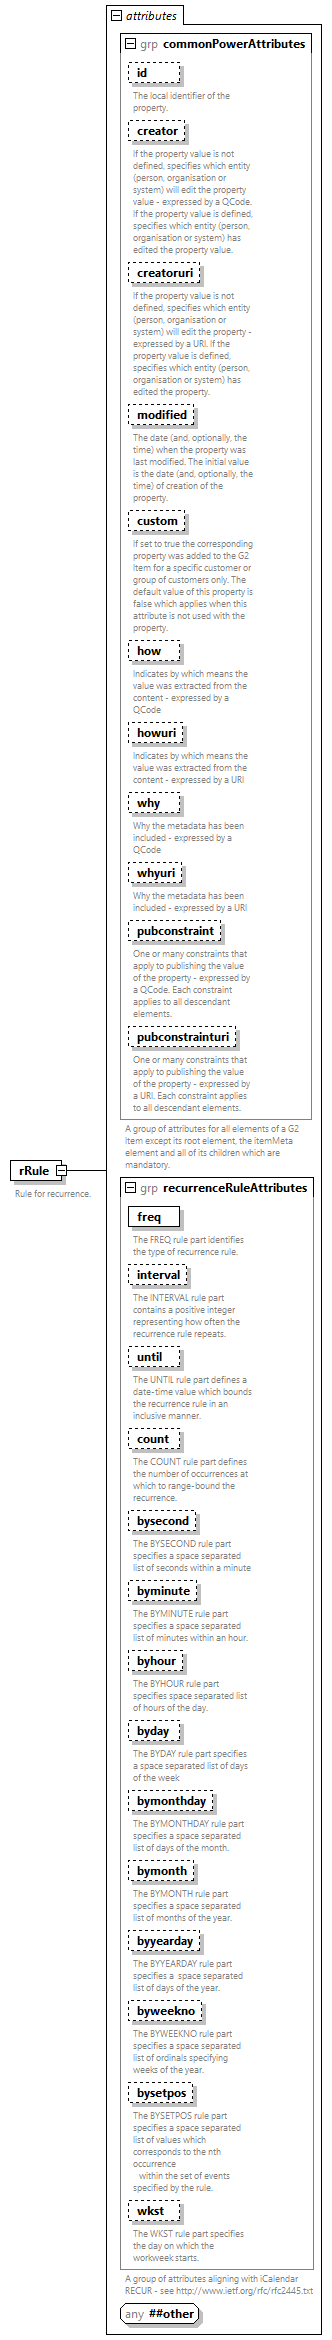 attributes
grp commonPowerAttributes
id
The local identifier of the
property.
creator
If the property value is not
defined, specifies which entity
(person, organisation or
system) will edit the property
value - expressed by a QCode.
If the property value is defined,
specifies which entity (person,
organisation or system) has
edited the property value.
creatoruri
If the property value is not
defined, specifies which entity
(person, organisation or
system) will edit the property -
expressed by a URI. If the
property value is defined,
specifies which entity (person,
organisation or system) has
edited the property.
modified
The date (and, optionally, the
time) when the property was
last modified. The initial value
is the date (and, optionally, the
time) of creation of the
property.
custom
If set to true the corresponding
property was added to the G2
Item for a specific customer or
group of customers only. The
default value of this property is
false which applies when this
attribute is not used with the
property.
how
Indicates by which means the
value was extracted from the
content - expressed by a
QCode
howuri
Indicates by which means the
value was extracted from the
content - expressed by a URI
why
Why the metadata has been
included - expressed by a
QCode
whyuri
Why the metadata has been
included - expressed by a URI
pubconstraint
One or many constraints that
apply to publishing the value
of the property - expressed by
a QCode. Each constraint
applies to all descendant
elements.
pubconstrainturi
One or many constraints that
apply to publishing the value
of the property - expressed by
a URI. Each constraint applies
to all descendant elements.
A group of attributes for all elements of a G2
Item except its root element, the itemMeta
element and all of its children which are
mandatory.
rRule
Rule for recurrence.
grp recurrenceRuleAttributes
freq
The FREQ rule part identifies
the type of recurrence rule.
interval
The INTERVAL rule part
contains a positive integer
representing how often the
recurrence rule repeats.
until
The UNTIL rule part defines a
date-time value which bounds
the recurrence rule in an
inclusive manner.
count
The COUNT rule part defines
the number of occurrences at
which to range-bound the
recurrence.
bysecond
The BYSECOND rule part
specifies a space separated
list of seconds within a minute
byminute
The BYMINUTE rule part
specifies a space separated
list of minutes within an hour.
byhour
The BYHOUR rule part
specifies space separated list
of hours of the day.
byday
The BYDAY rule part specifies
a space separated list of days
of the week
bymonthday
The BYMONTHDAY rule part
specifies a space separated
list of days of the month.
bymonth
The BYMONTH rule part
specifies a space separated
list of months of the year.
byyearday
The BYYEARDAY rule part
specifies a  space separated
list of days of the year.
byweekno
The BYWEEKNO rule part
specifies a space separated
list of ordinals specifying
weeks of the year.
bysetpos
The BYSETPOS rule part
specifies a space separated
list of values which
corresponds to the nth
occurrence
within the set of events
specified by the rule.
wkst
The WKST rule part specifies
the day on which the
workweek starts.
A group of attributes aligning with iCalendar
RECUR - see http://www.ietf.org/rfc/rfc2445.txt
any ##other